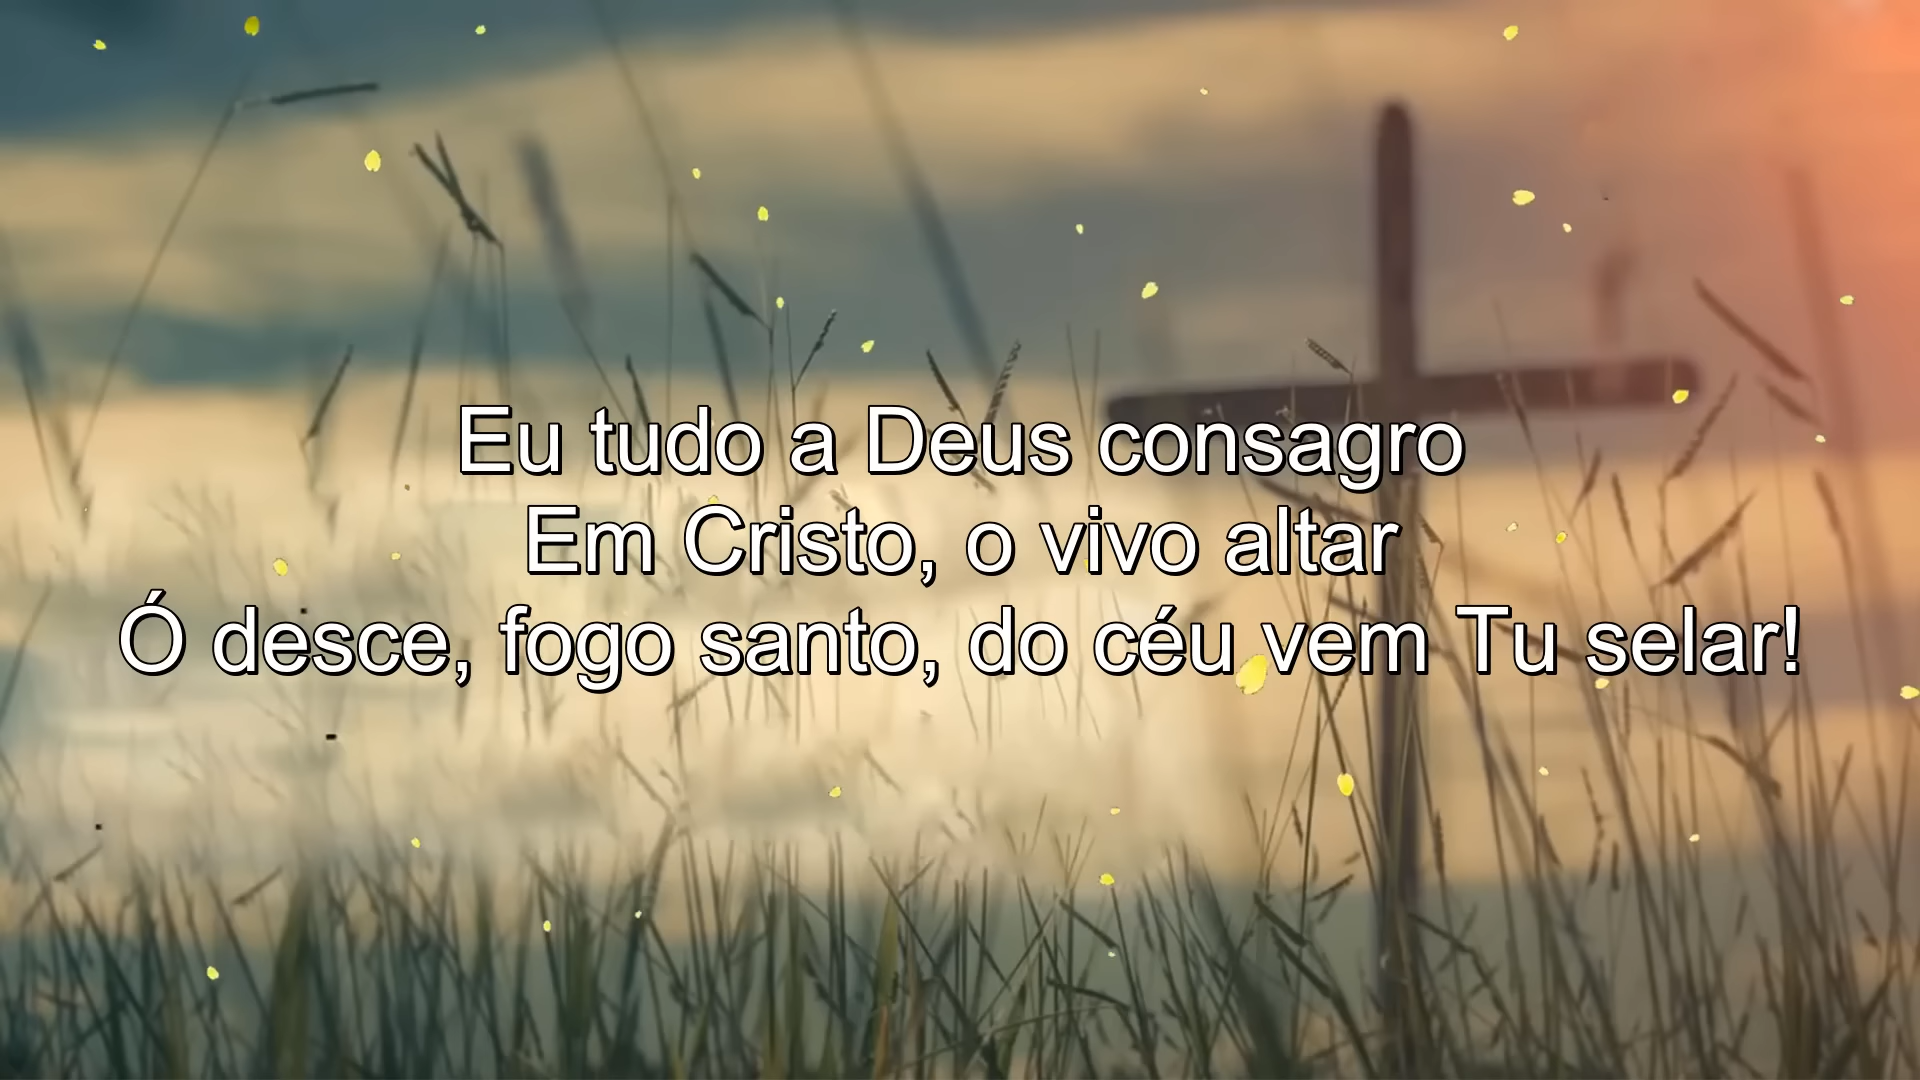 Eu tudo a Deus consagro
Em Cristo, o vivo altar
Ó desce, fogo santo, do céu vem Tu selar!